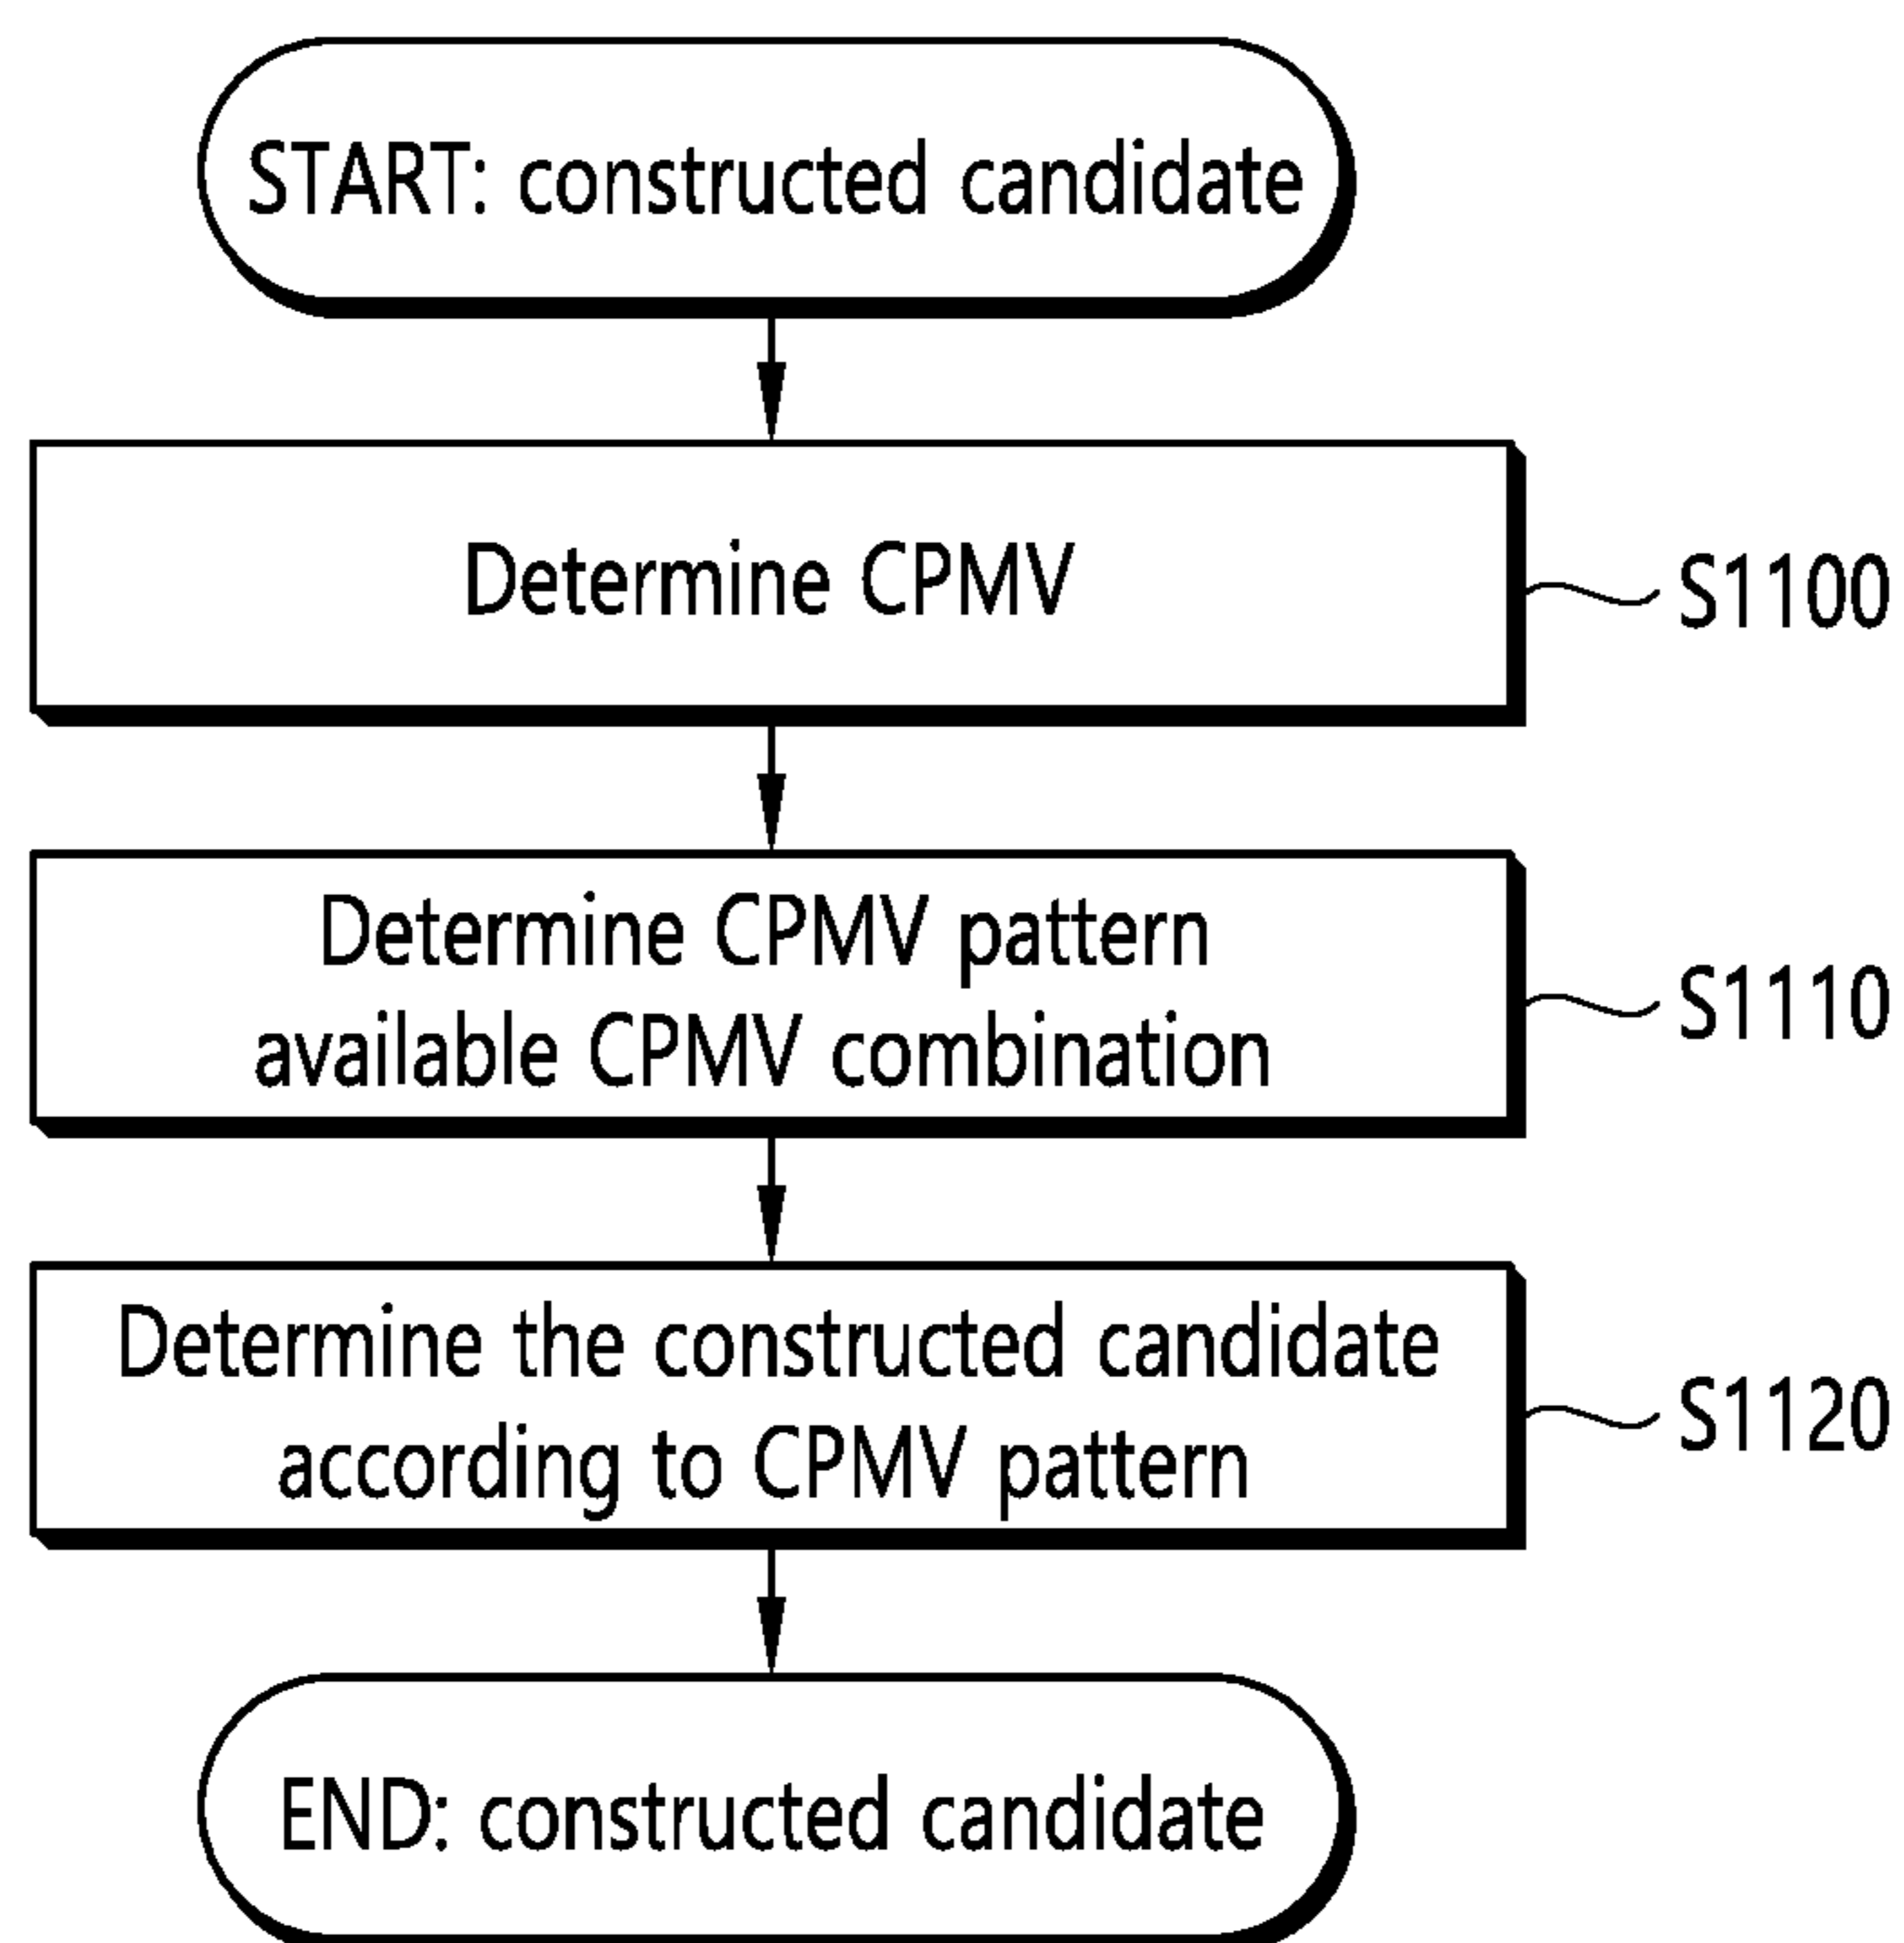 START: constructed candidate
Determine CPMV
S1100
Determine CPMV pattern
available CPMV combination
S1110
Determine the constructed candidate
according to CPMV pattern
S1120
END: constructed candidate